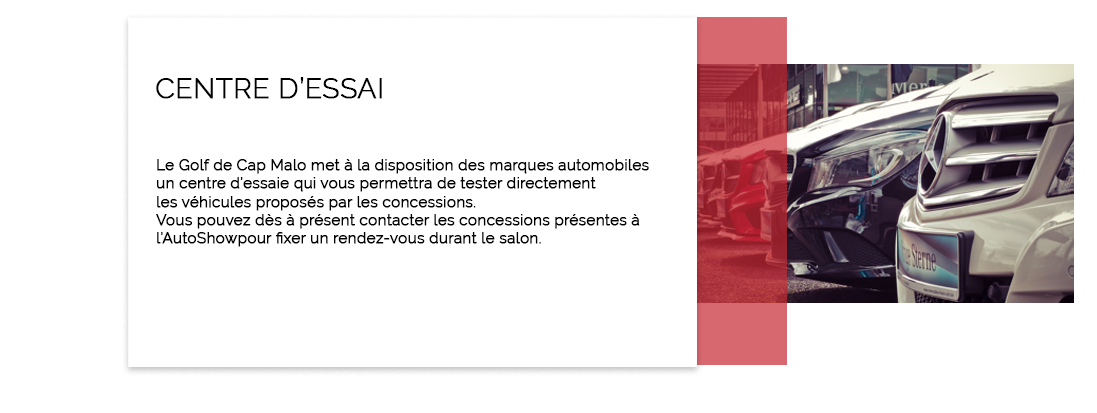 CENTRE D'ESSAI
Le Golf de Cap Malo met à la disposition des marques automobiles
un centre d'essaie qui vous permettra de tester directement
les véhicules proposés par les concessions.
Vous pouvez dès à présent contacter les concessions présentes à
l'AutoShowpour fixer un rendez-vous durant le salon.
Sterne